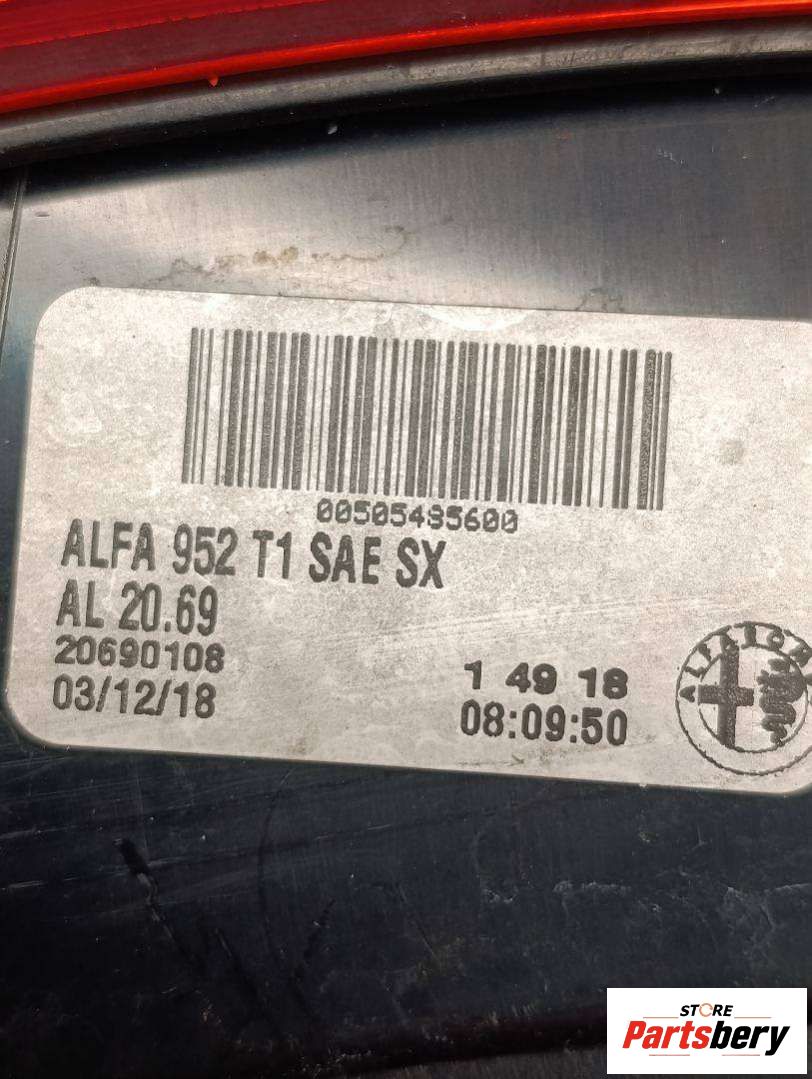 00505485600
ALFA 952 T1 SAE SX
AL 20.69
20690108
03/12/18
1 49 18
08:09:50
STORE
Partsbery